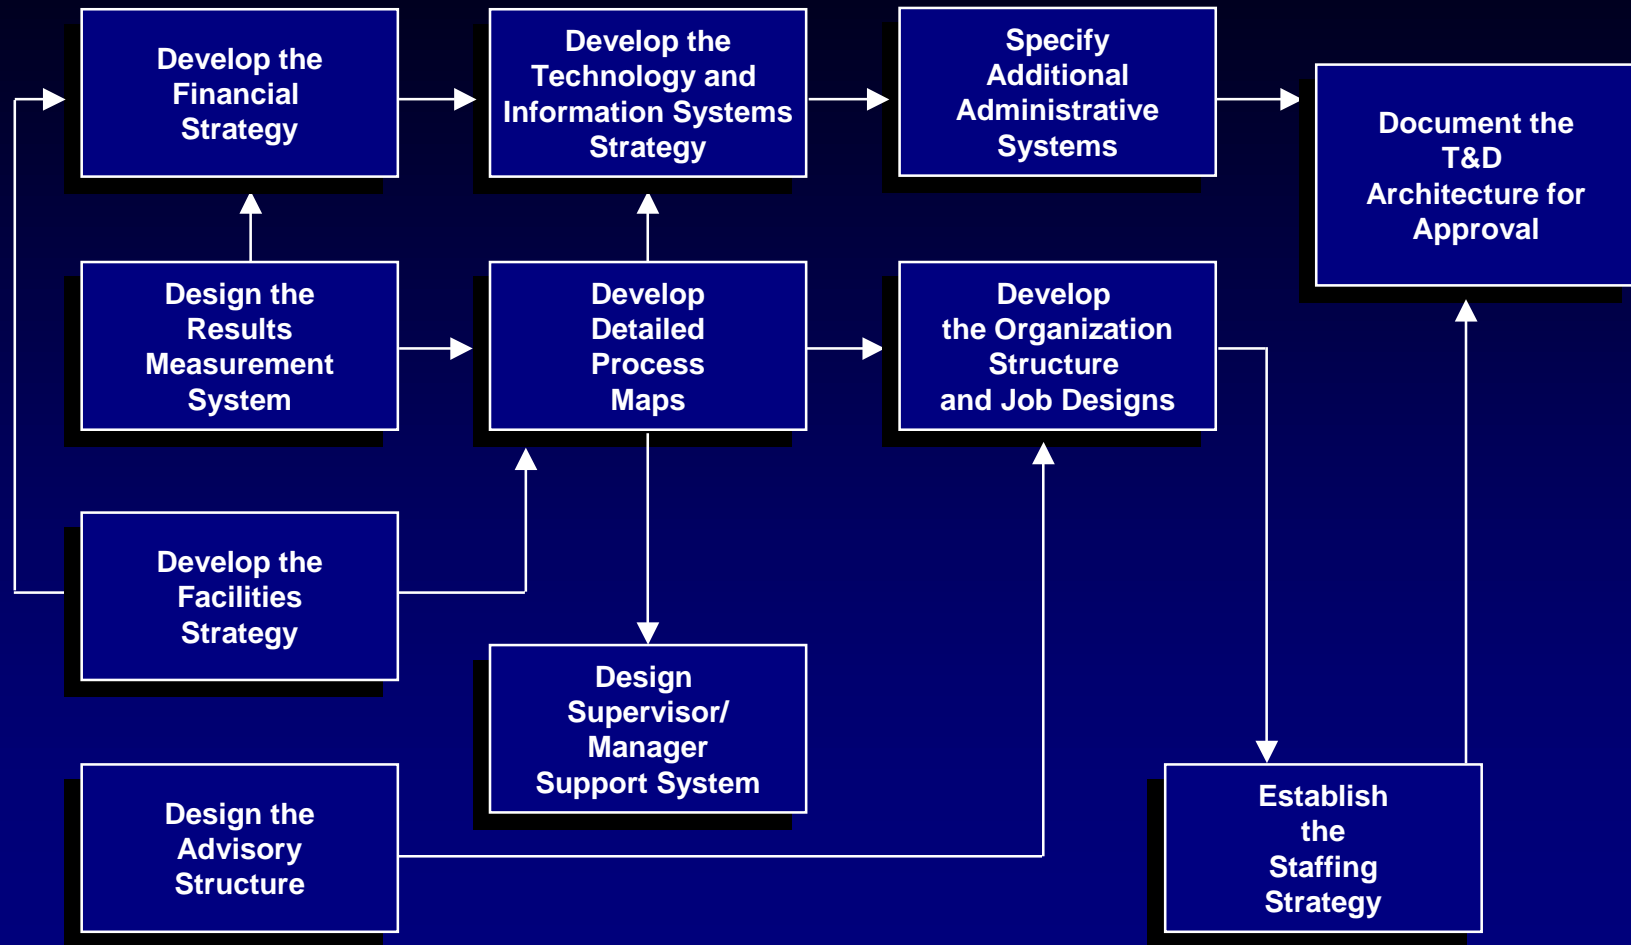 Develop the
Financial
Strategy
Develop the
Technology and
Information Systems
Strategy
Specify
Additional
Administrative
Systems
Document the
T&D
Architecture for
Approval
Design the
Results
Measurement
System
Develop
Detailed
Process
Maps
Develop
the Organization
Structure
and Job Designs
Develop the
Facilities
Strategy
Design
Supervisor/
Manager
Support System
Design the
Advisory
Structure
Establish
the
Staffing
Strategy